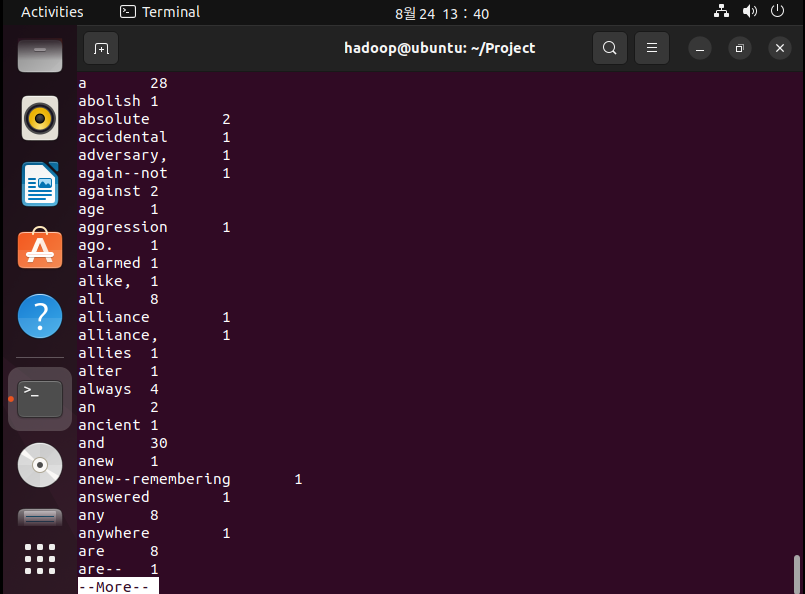 Activities Terminal 8월 24 13 : 40
hadoop@ubuntu: ~/Project
a 28
abolish 1
absolute 2
accidental 1
adversary, 1
again--not 1
against 2
age 1
aggression 1
ago. 1
alarmed 1
alike, 1
all 8
alliance 1
alliance, 1
allies 1
alter 1
always 4
an 2
ancient 1
and 30
anew 1
anew--remembering 1
answered 1
any 8
anywhere 1
are 8
are-- 1
--More--